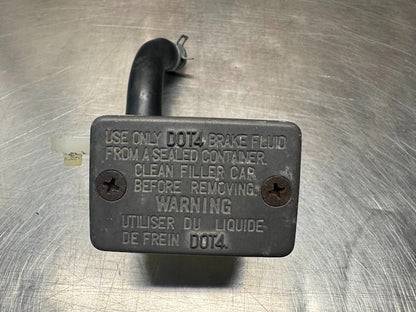 USE ONLY DOT4 BRAKE FLUID
FROM A SEALED CONTAINER.
CLEAN FILLER CAP
BEFORE REMOVING.
WARNING
UTILISER DU LIQUIDE
DE FREIN DOT4.